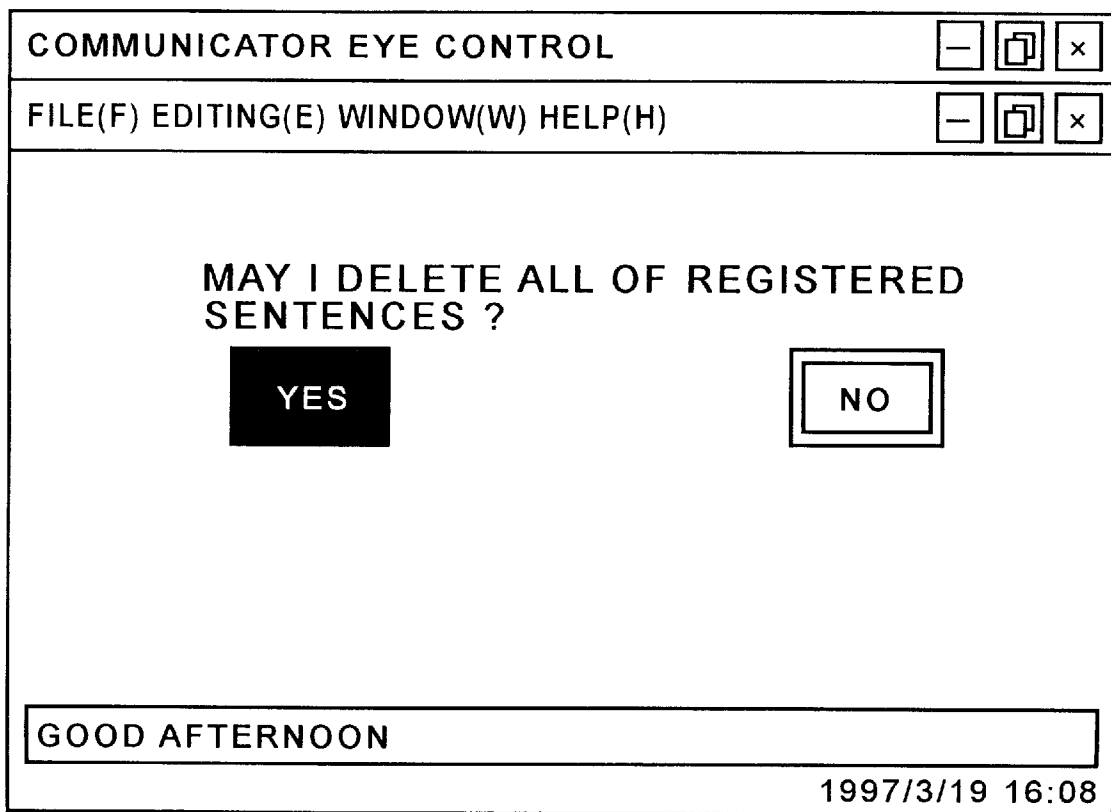 COMMUNICATOR EYE CONTROL
FILE(F) EDITING(E) WINDOW(W) HELP(H)
MAY I DELETE ALL OF REGISTERED
SENTENCES ?
YES
NO
GOOD AFTERNOON
1997/3/19 16:08